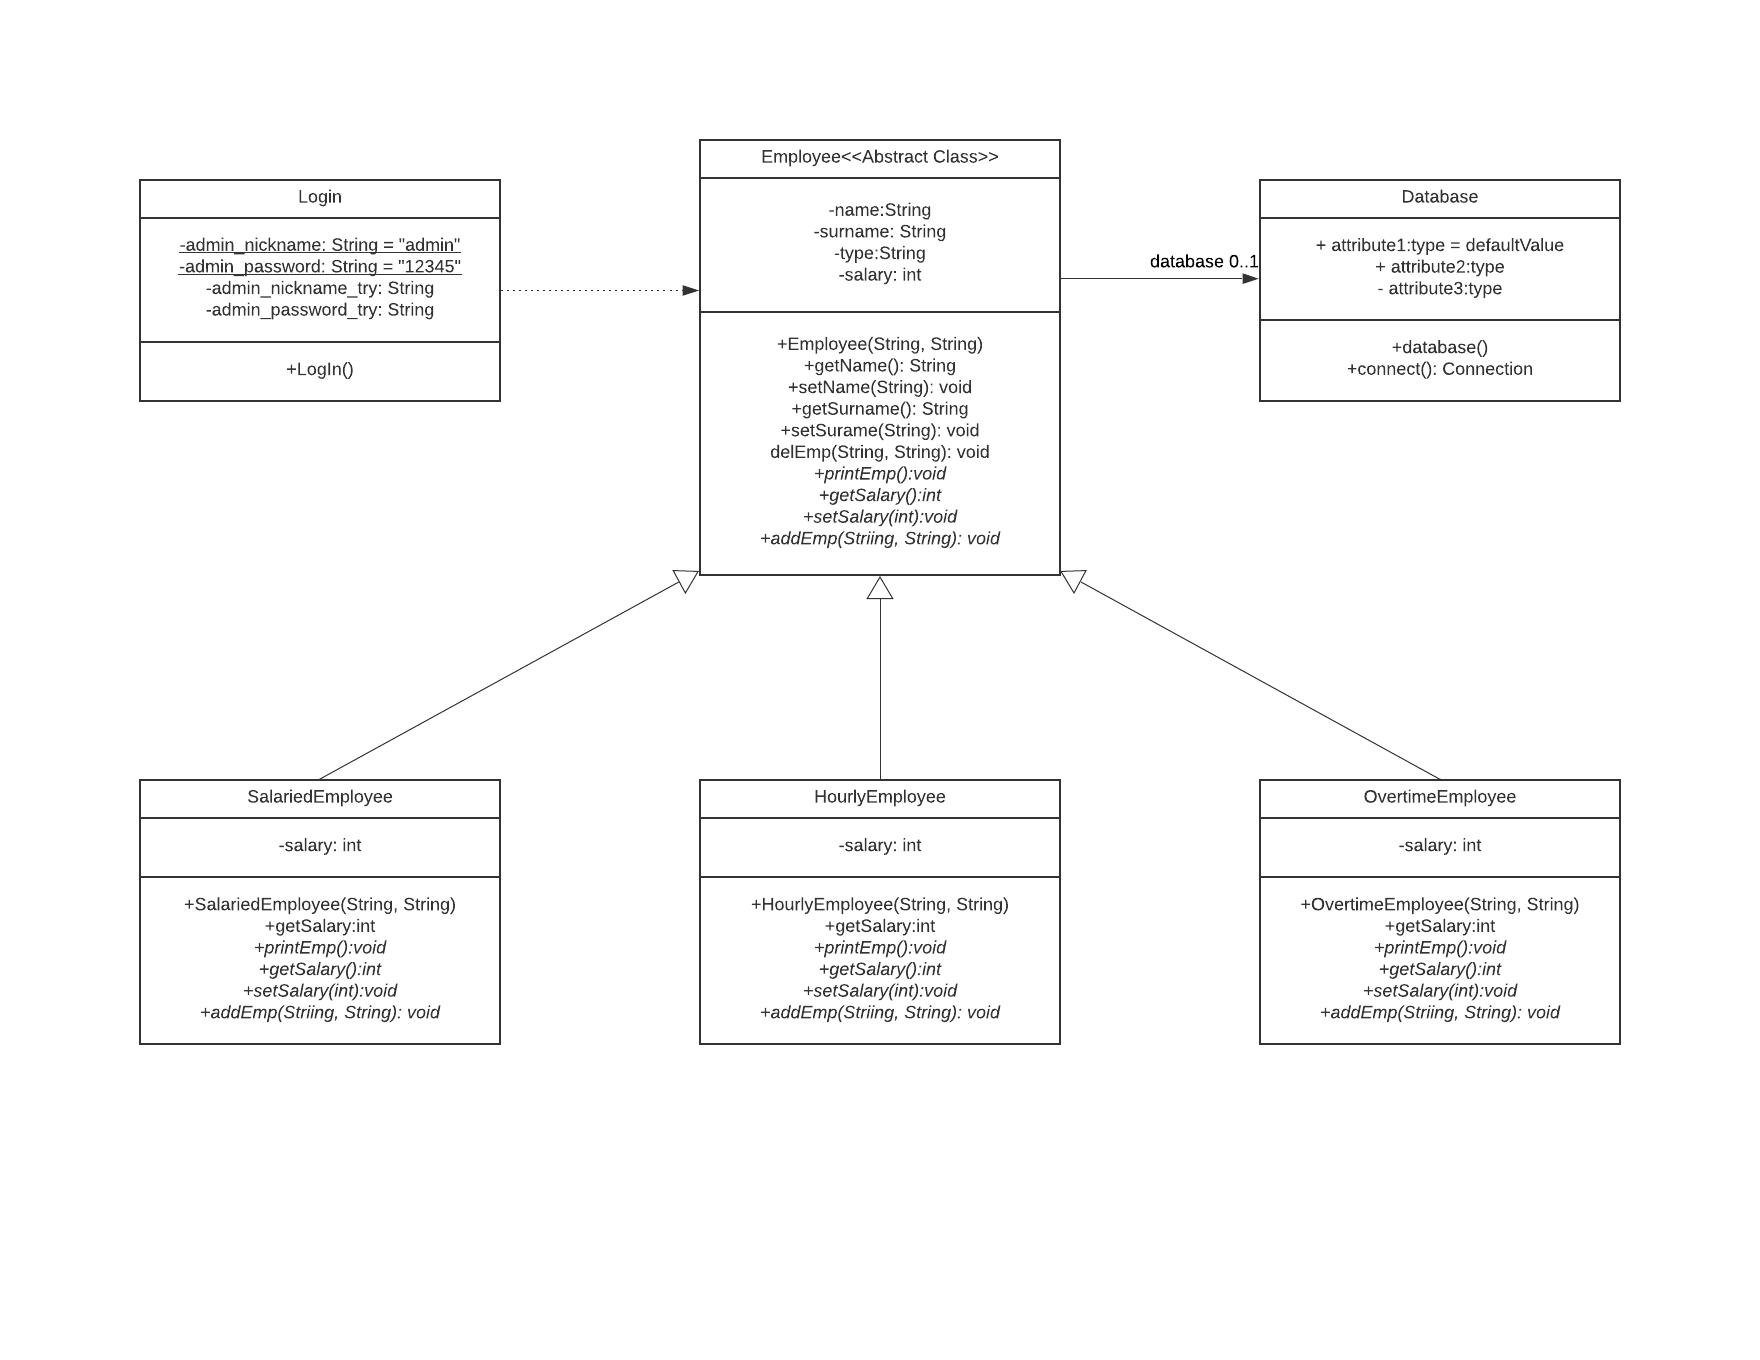 Login
-admin_nickname: String = "admin"
-admin_password: String = "12345"
-admin_nickname_try: String
-admin_password_try: String
+LogIn()
Employee<<Abstract Class>>
-name:String
-surname: String
-type:String
-salary: int
+Employee(String, String)
+getName(): String
+setName(String): void
+getSurname(): String
+setSurame(String): void
delEmp(String, String): void
+printEmp():void
+getSalary():int
+setSalary(int):void
+addEmp(Striing, String): void
database 0..1
Database
+ attribute1:type = defaultValue
+ attribute2:type
- attribute3:type
+database()
+connect(): Connection
SalariedEmployee
-salary: int
+SalariedEmployee(String, String)
+getSalary:int
+printEmp():void
+getSalary():int
+setSalary(int):void
+addEmp(Striing, String): void
HourlyEmployee
-salary: int
+HourlyEmployee(String, String)
+getSalary:int
+printEmp():void
+getSalary():int
+setSalary(int):void
+addEmp(Striing, String): void
OvertimeEmployee
-salary: int
+OvertimeEmployee(String, String)
+getSalary:int
+printEmp():void
+getSalary():int
+setSalary(int):void
+addEmp(Striing, String): void